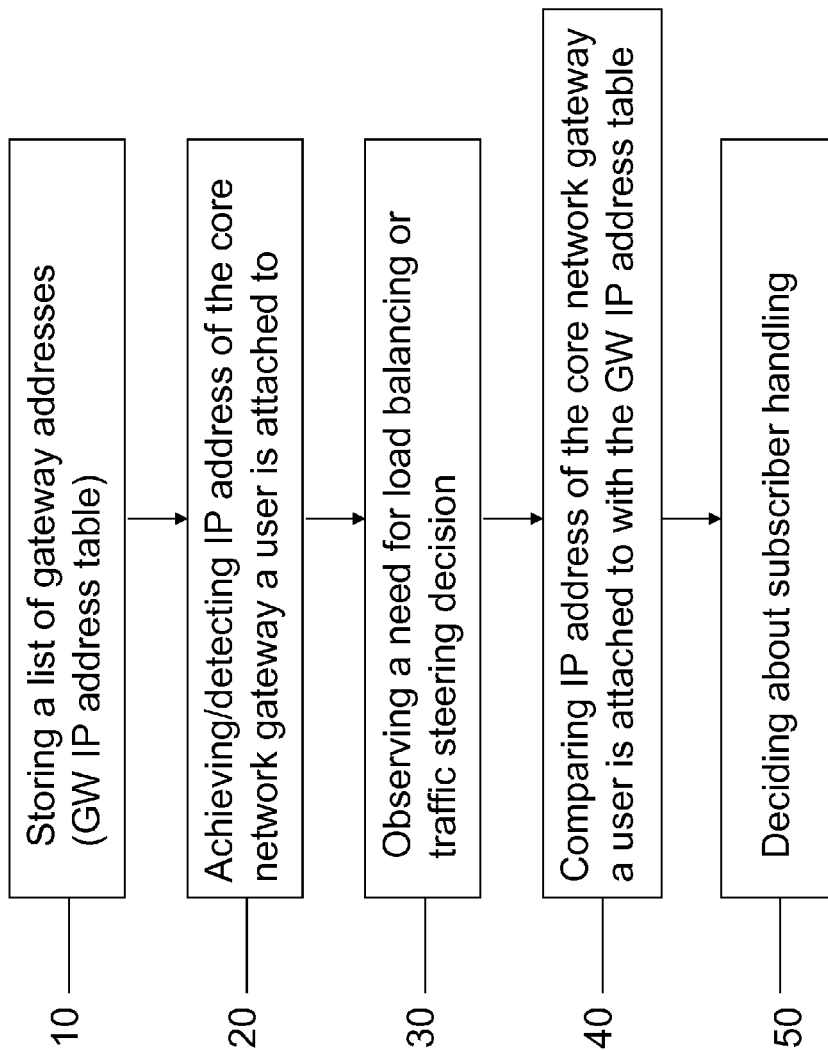 10
Storing a list of gateway addresses
(GW IP address table)
20
Achieving/detecting IP address of the core
network gateway a user is attached to
30
Observing a need for load balancing or
traffic steering decision
40
Comparing IP address of the core network gateway
a user is attached to with the GW IP address table
50
Deciding about subscriber handling